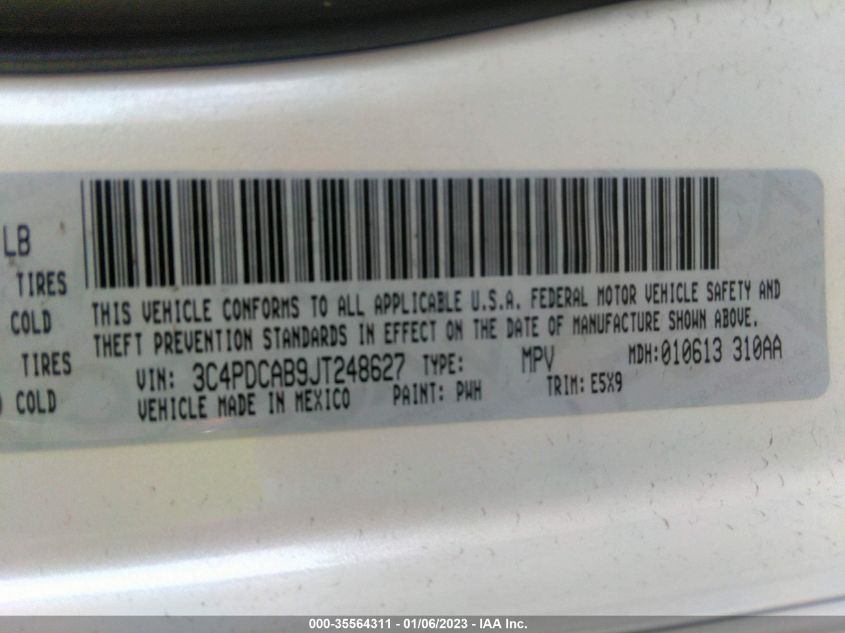 LB
TIRES
COLD
TIRES
COLD
THIS VEHICLE CONFORMS TO ALL APPLICABLE U.S.A. FEDERAL MOTOR VEHICLE SAFETY AND
THEFT PREVENTION STANDARDS IN EFFECT ON THE DATE OF MANUFACTURE SHOWN ABOVE.
VIN: 3C4PDCAB9JT248627 TYPE: MPV MDH:010613 310AA
VEHICLE MADE IN MEXICO PAINT: PWH TRIM: E5X9
000-35564311 - 01/06/2023 - IAA Inc.